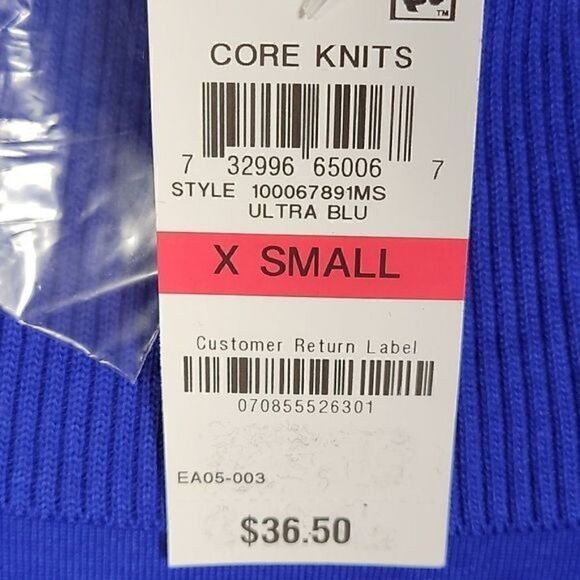 TM
CORE KNITS
7 32996 65006 7
STYLE 100067891MS
ULTRA BLU
X SMALL
Customer Return Label
070855526301
EA05-003
$36.50